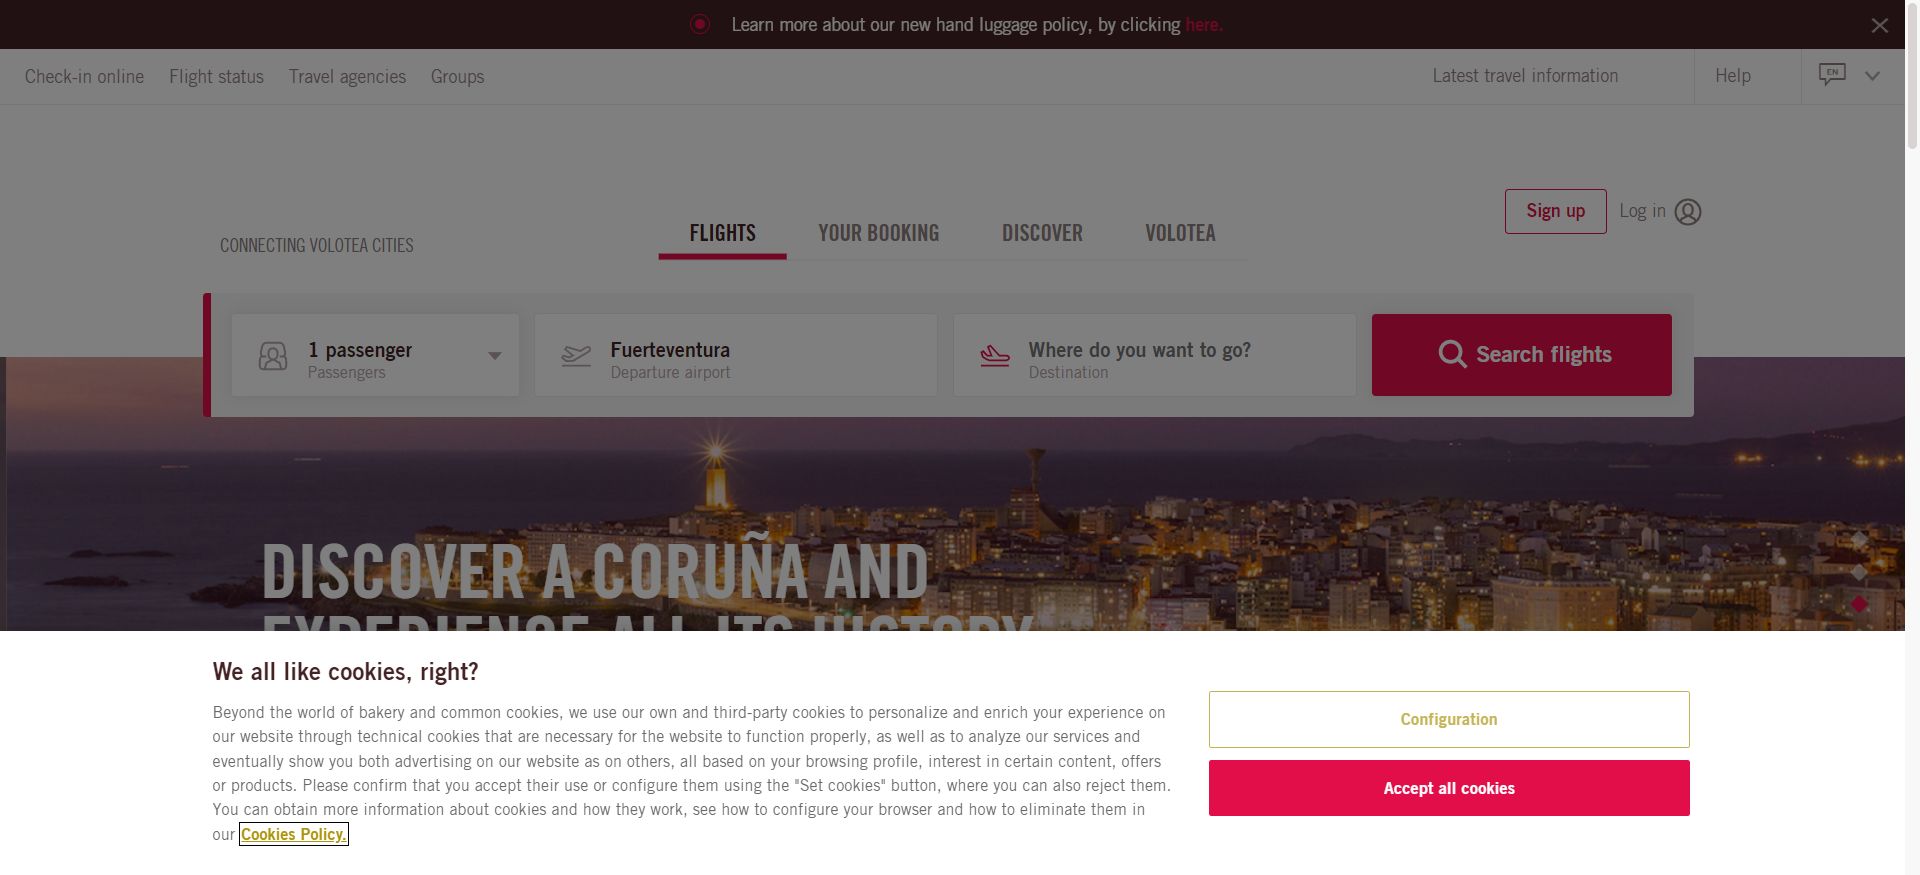 Learn more about our new hand luggage policy, by clicking here.
Check-in online Flight status Travel agencies Groups
Latest travel information Help EN
Sign up Log in
CONNECTING VOLOTEA CITIES
FLIGHTS YOUR BOOKING DISCOVER VOLOTEA
1 passenger
Passengers
Fuerteventura
Departure airport
Where do you want to go?
Destination
Search flights
DISCOVER A CORUÑA AND
EXPERIENCE ALL ITS HISTORY
We all like cookies, right?
Beyond the world of bakery and common cookies, we use our own and third-party cookies to personalize and enrich your experience on
our website through technical cookies that are necessary for the website to function properly, as well as to analyze our services and
eventually show you both advertising on our website as on others, all based on your browsing profile, interest in certain content, offers
or products. Please confirm that you accept their use or configure them using the "Set cookies" button, where you can also reject them.
You can obtain more information about cookies and how they work, see how to configure your browser and how to eliminate them in
our Cookies Policy.
Configuration
Accept all cookies